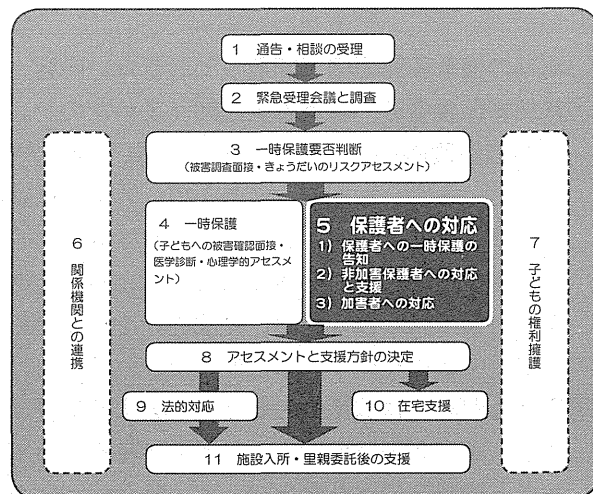 1 通告・相談の受理
2 緊急受理会議と調査
3 一時保護要否判断
(被害調査面接・きょうだいのリスクアセスメント)
4 一時保護
(子どもへの被害確認面接・
医学診断・心理学的アセスメ
ント)
5 保護者への対応
1) 保護者への一時保護の
告知
2) 非加害保護者への対応
と支援
3) 加害者への対応
6 関係機関との連携
7 子どもの権利擁護
8 アセスメントと支援方針の決定
9 法的対応
10 在宅支援
11 施設入所・里親委託後の支援